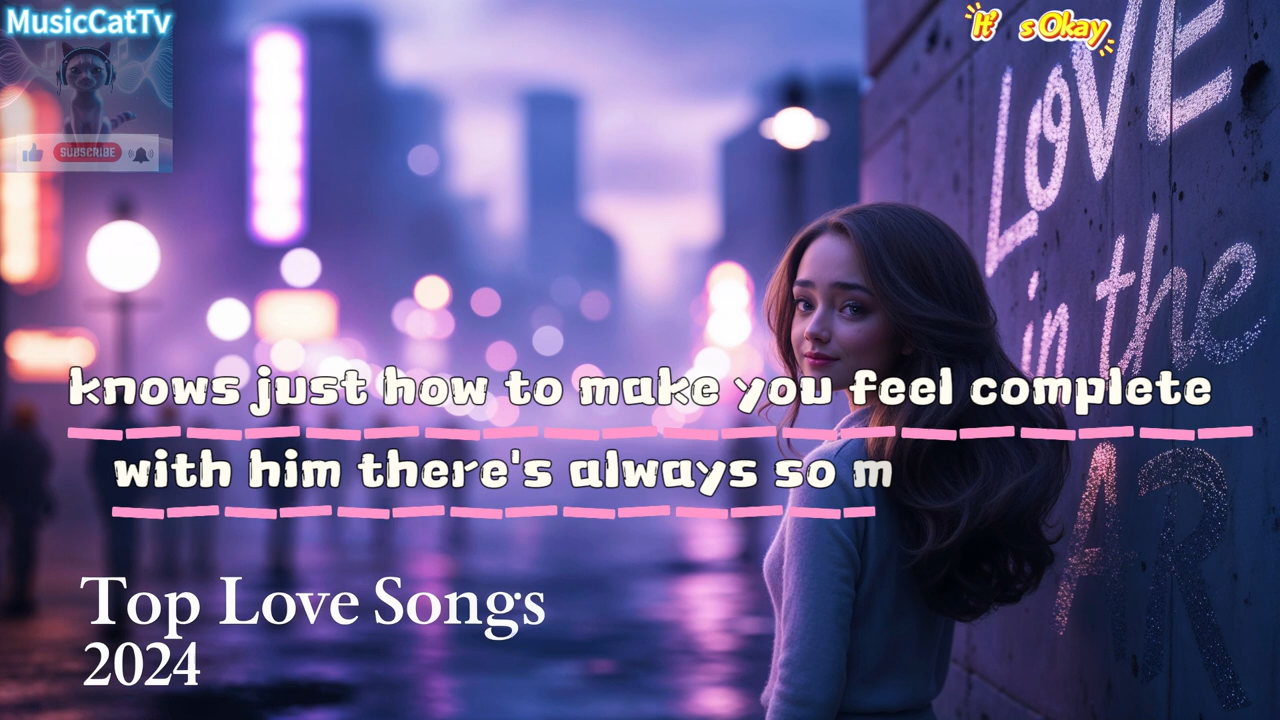 MusicCatTv
SUBSCRIBE
It's Okay
LOVE
in the
AR
knows just how to make you feel complete
with him there's always so m
Top Love Songs
2024